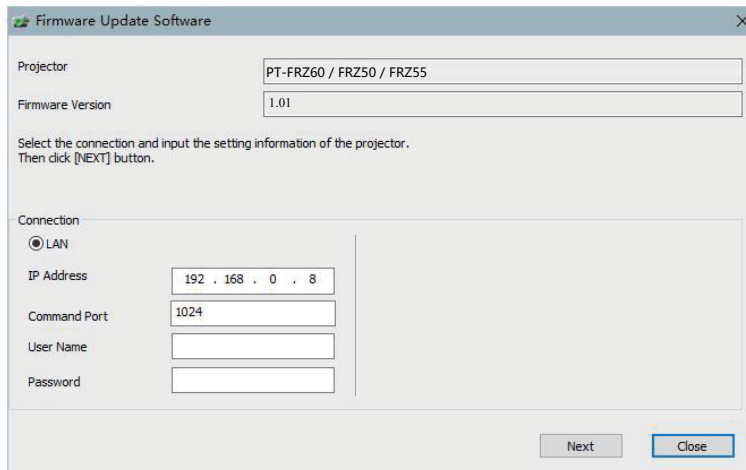 Firmware Update Software
Projector
PT-FRZ60 / FRZ50 / FRZ55
Firmware Version
1.01
Select the connection and input the setting information of the projector.
Then click [NEXT] button.
Connection
LAN
IP Address
192 . 168 . 0 . 8
Command Port
1024
User Name
Password
Next
Close